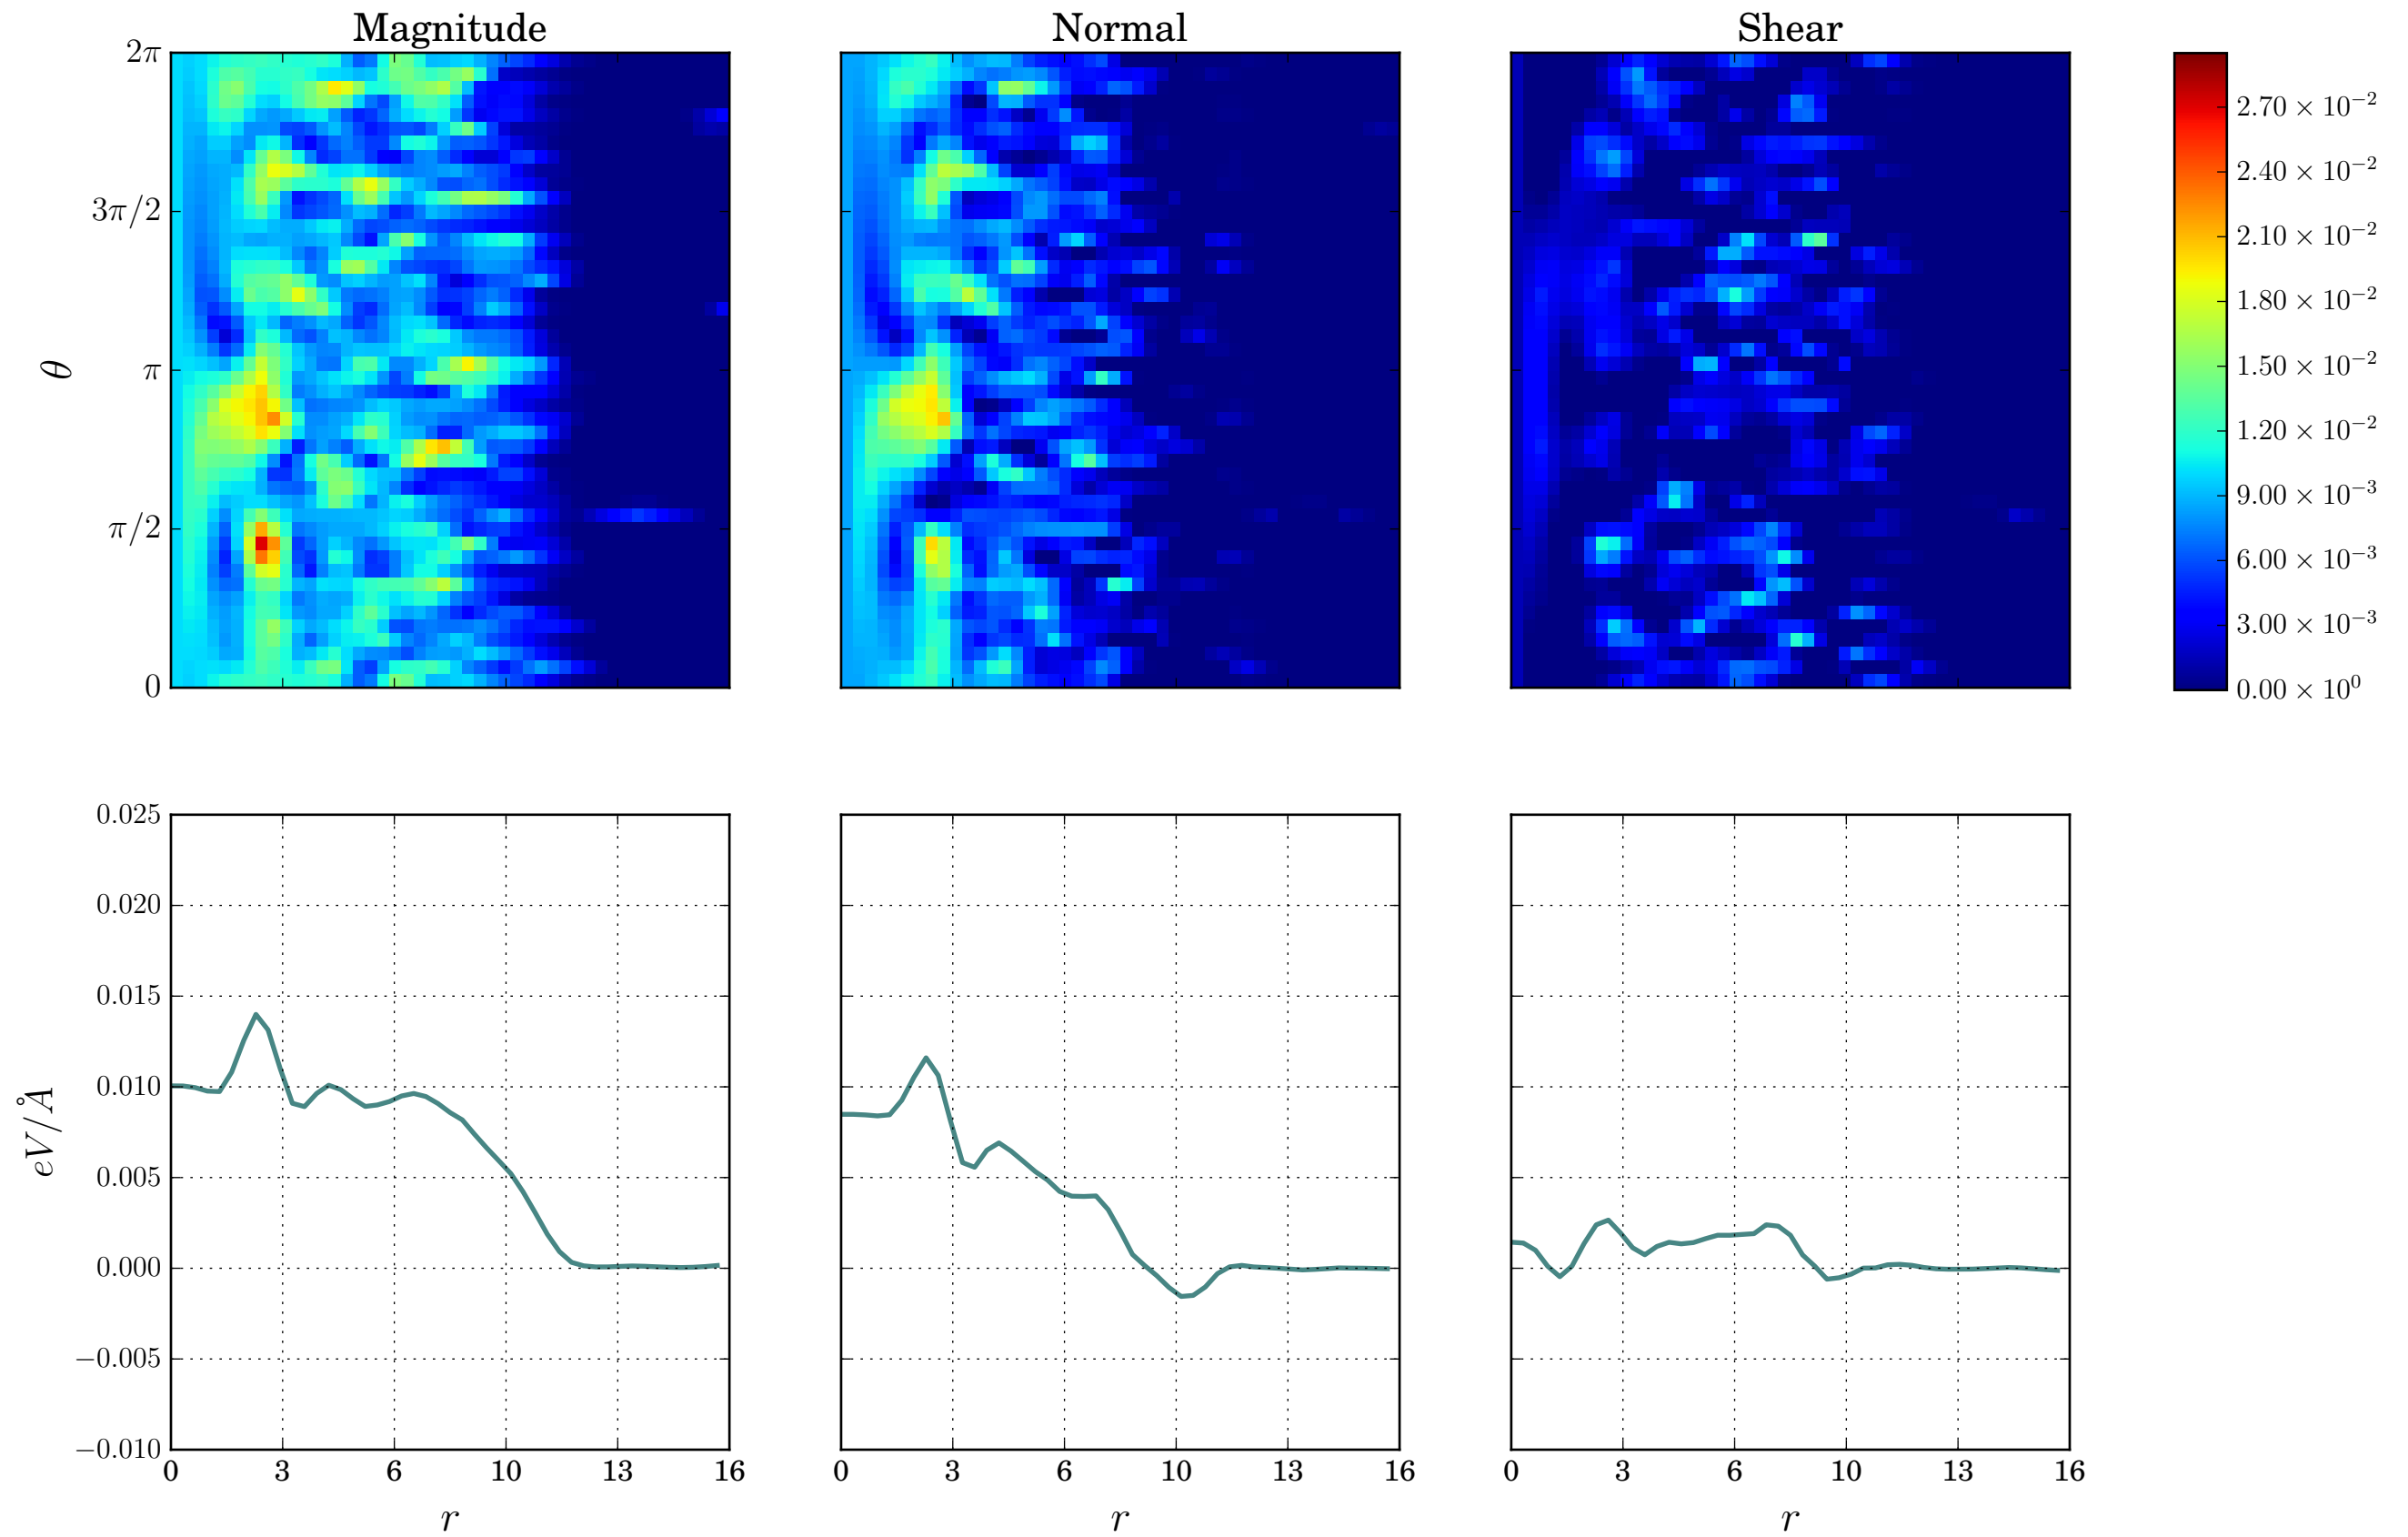 Magnitude Normal Shear
2π
3π/2
π
π/2
0
θ
2.70 × 10⁻²
2.40 × 10⁻²
2.10 × 10⁻²
1.80 × 10⁻²
1.50 × 10⁻²
1.20 × 10⁻²
9.00 × 10⁻³
6.00 × 10⁻³
3.00 × 10⁻³
0.00 × 10⁰
0.025
0.020
0.015
0.010
0.005
0.000
−0.005
−0.010
eV/Å
0 3 6 10 13 16 0 3 6 10 13 16 0 3 6 10 13 16
r r r